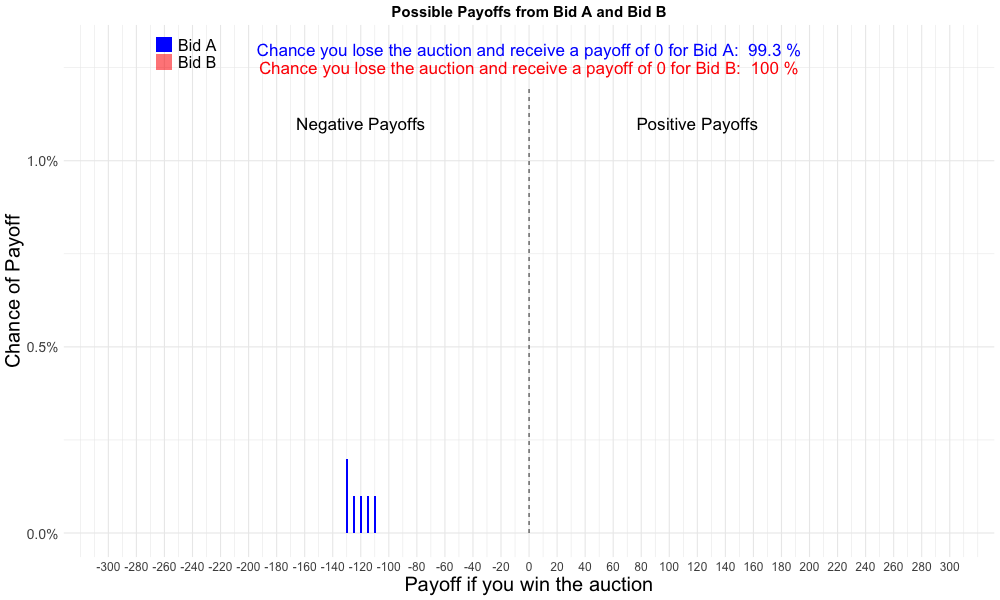 Possible Payoffs from Bid A and Bid B
Bid A
Bid B
Chance you lose the auction and receive a payoff of 0 for Bid A:  99.3 %
Chance you lose the auction and receive a payoff of 0 for Bid B:  100 %
Negative Payoffs
Positive Payoffs
Chance of Payoff
1.0%
0.5%
0.0%
-300 -280 -260 -240 -220 -200 -180 -160 -140 -120 -100 -80 -60 -40 -20 0 20 40 60 80 100 120 140 160 180 200 220 240 260 280 300
Payoff if you win the auction